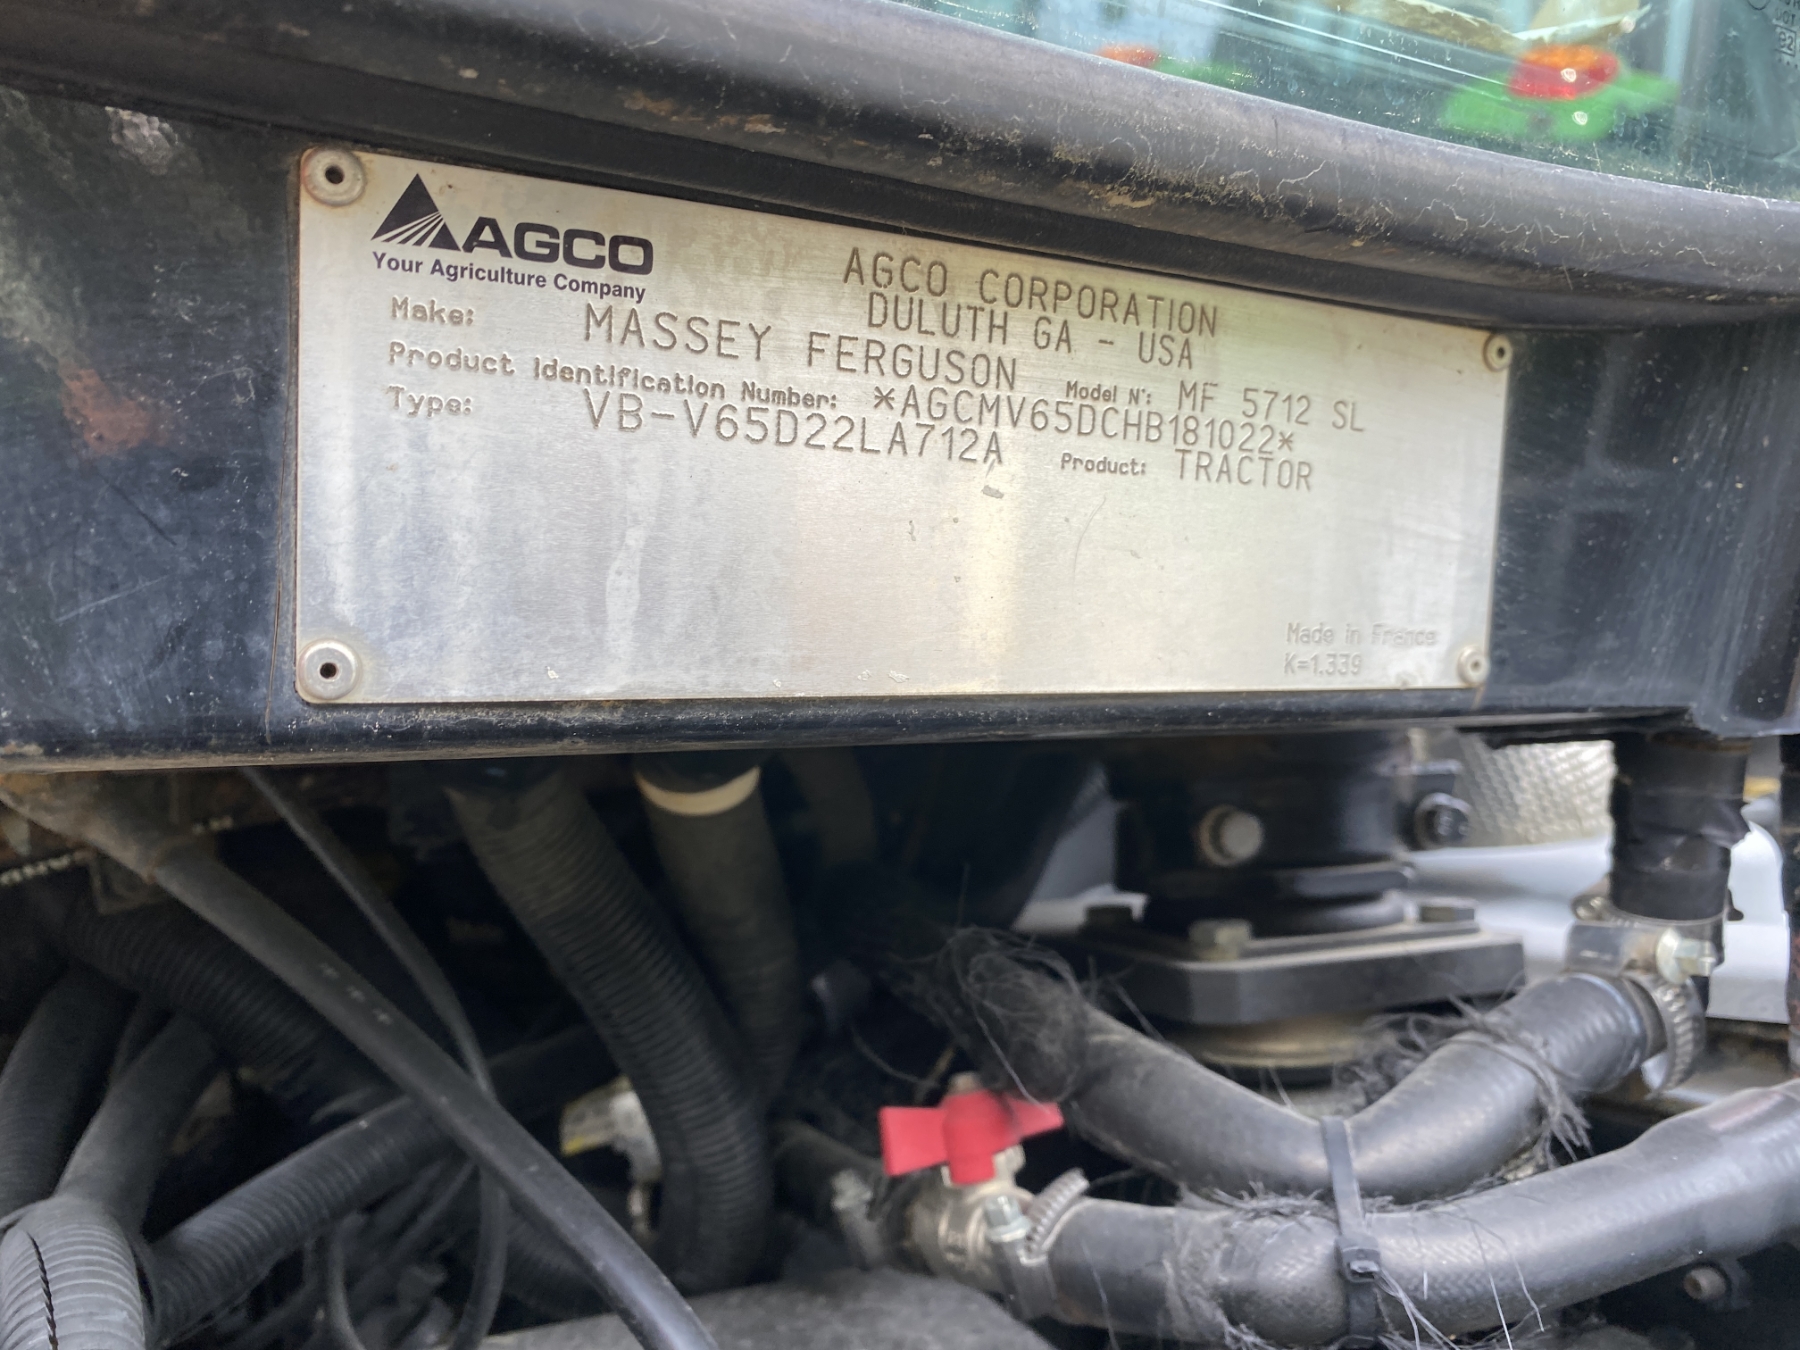 AGCO
Your Agriculture Company
AGCO CORPORATION
DULUTH GA - USA
Make: MASSEY FERGUSON Model N°: MF 5712 SL
Product Identification Number: *AGCMV65DCHB181022*
Type: VB-V65D22LA712A Product: TRACTOR
Made in France
K=1.339